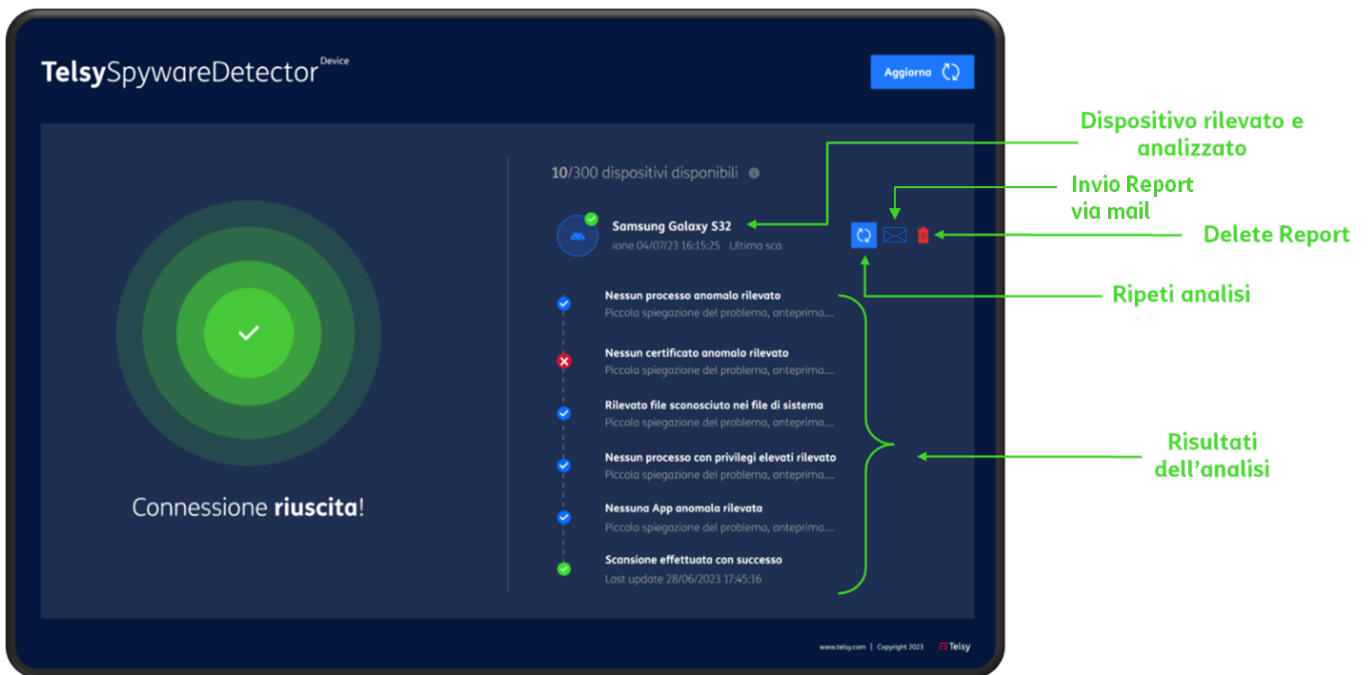 TelsySpywareDetector Device
Aggiorna
10/300 dispositivi disponibili
Samsung Galaxy S32
ione 04/07/23 16:15:25 Ultima sca
Nessun processo anomalo rilevato
Piccola spiegazione del problema, anteprima....
Nessun certificato anomalo rilevato
Piccola spiegazione del problema, anteprima....
Rilevato file sconosciuto nei file di sistema
Piccola spiegazione del problema, anteprima....
Nessun processo con privilegi elevati rilevato
Piccola spiegazione del problema, anteprima....
Nessuna App anomala rilevata
Piccola spiegazione del problema, anteprima....
Scansione effettuata con successo
Last update 28/06/2023 17:45:16
Connessione riuscita!
www.telsy.com | Copyright 2023 Telsy
Dispositivo rilevato e
analizzato
Invio Report
via mail
Delete Report
Ripeti analisi
Risultati
dell'analisi